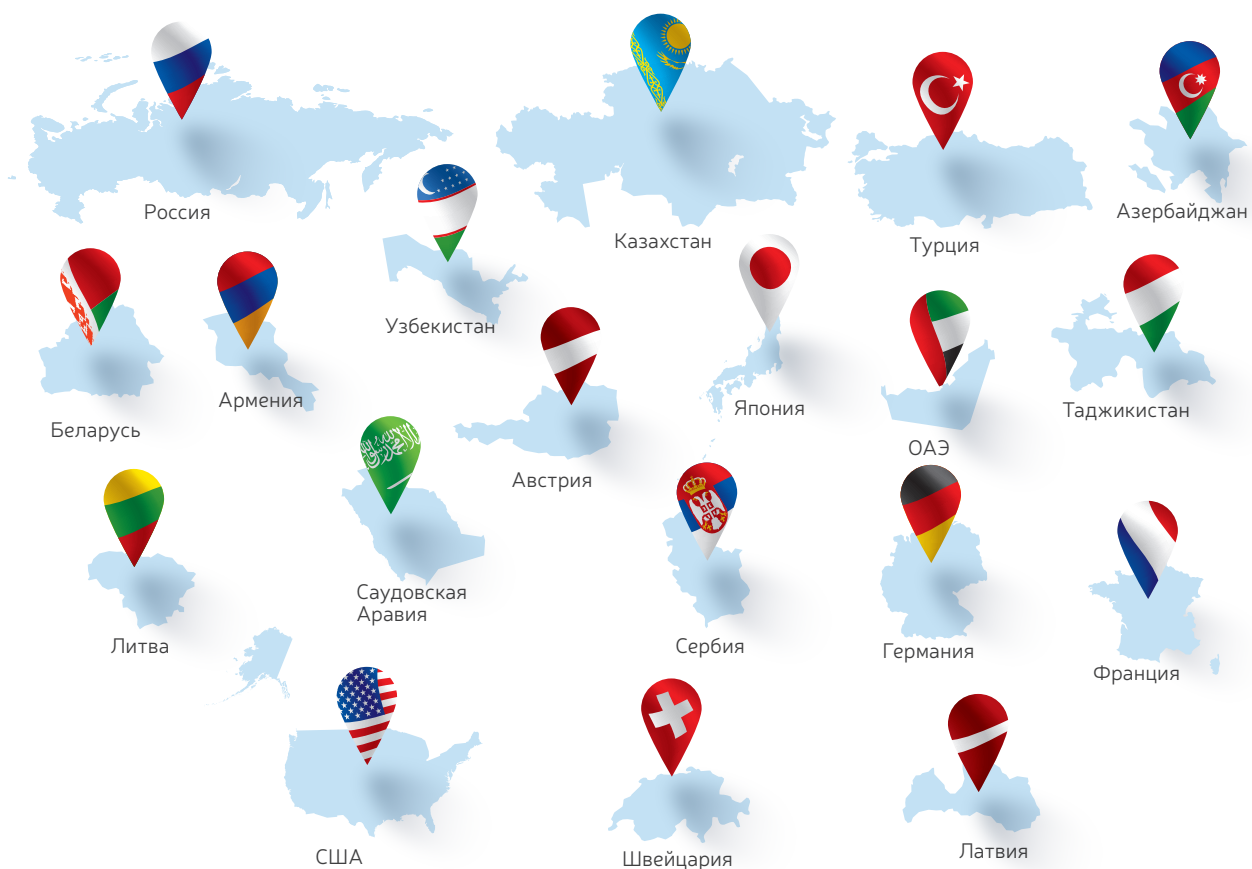 Россия
Казахстан
Турция
Азербайджан
Узбекистан
Беларусь
Армения
Австрия
Япония
ОАЭ
Таджикистан
Литва
Саудовская
Аравия
Сербия
Германия
Франция
США
Швейцария
Латвия